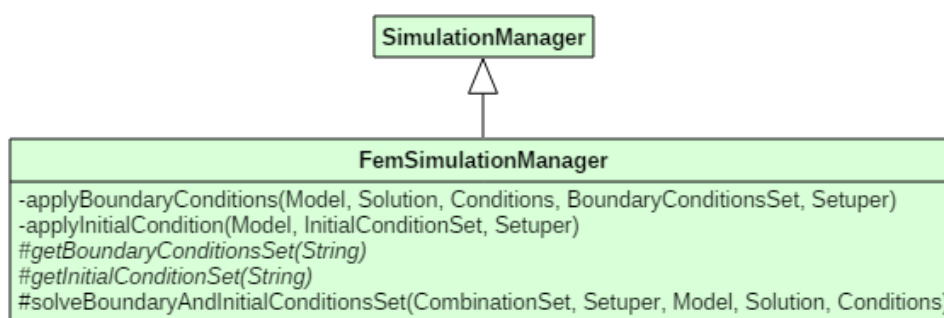 SimulationManager
FemSimulationManager
-applyBoundaryConditions(Model, Solution, Conditions, BoundaryConditionsSet, Setuper)
-applyInitialCondition(Model, InitialConditionSet, Setuper)
#getBoundaryConditionsSet(String)
#getInitialConditionSet(String)
#solveBoundaryAndInitialConditionsSet(CombinationSet, Setuper, Model, Solution, Conditions)